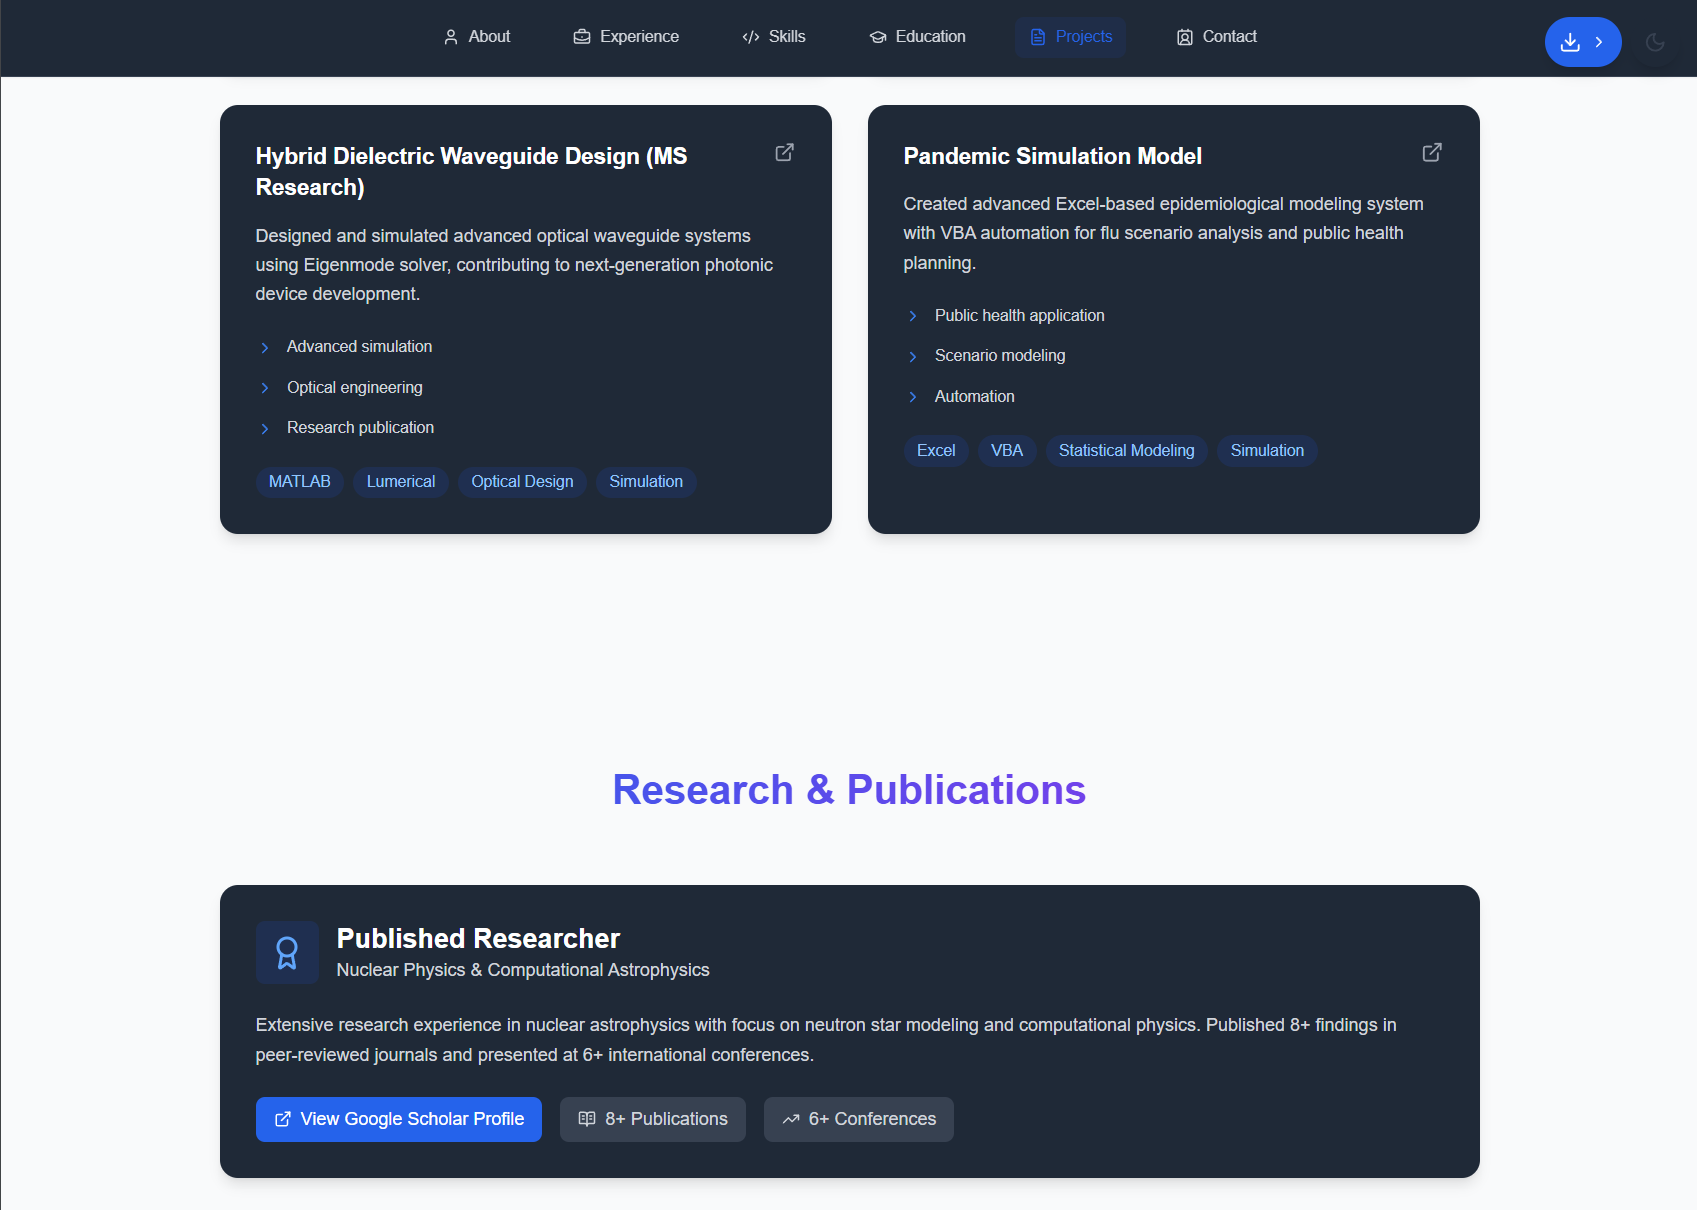 About
Experience
Skills
Education
Projects
Contact
Hybrid Dielectric Waveguide Design (MS
Research)
Designed and simulated advanced optical waveguide systems
using Eigenmode solver, contributing to next-generation photonic
device development.
Advanced simulation
Optical engineering
Research publication
MATLAB
Lumerical
Optical Design
Simulation
Pandemic Simulation Model
Created advanced Excel-based epidemiological modeling system
with VBA automation for flu scenario analysis and public health
planning.
Public health application
Scenario modeling
Automation
Excel
VBA
Statistical Modeling
Simulation
Research & Publications
Published Researcher
Nuclear Physics & Computational Astrophysics
Extensive research experience in nuclear astrophysics with focus on neutron star modeling and computational physics. Published 8+ findings in
peer-reviewed journals and presented at 6+ international conferences.
View Google Scholar Profile
8+ Publications
6+ Conferences